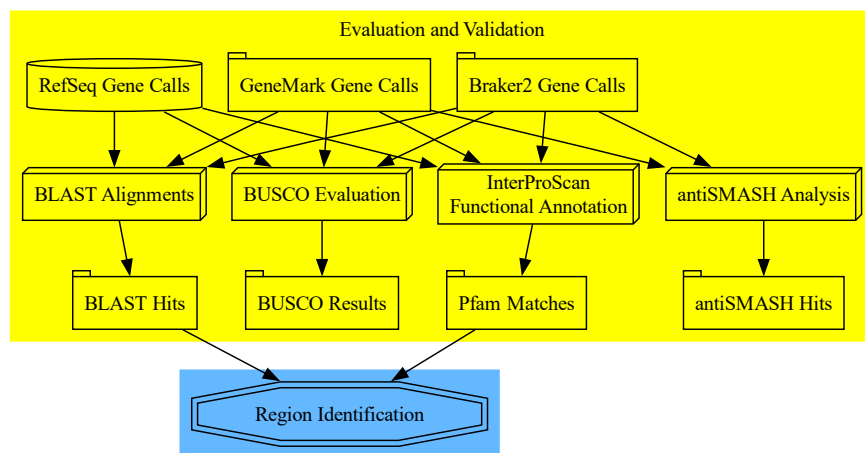 Evaluation and Validation
RefSeq Gene Calls
GeneMark Gene Calls
Braker2 Gene Calls
BLAST Alignments
BUSCO Evaluation
InterProScan
Functional Annotation
antiSMASH Analysis
BLAST Hits
BUSCO Results
Pfam Matches
antiSMASH Hits
Region Identification